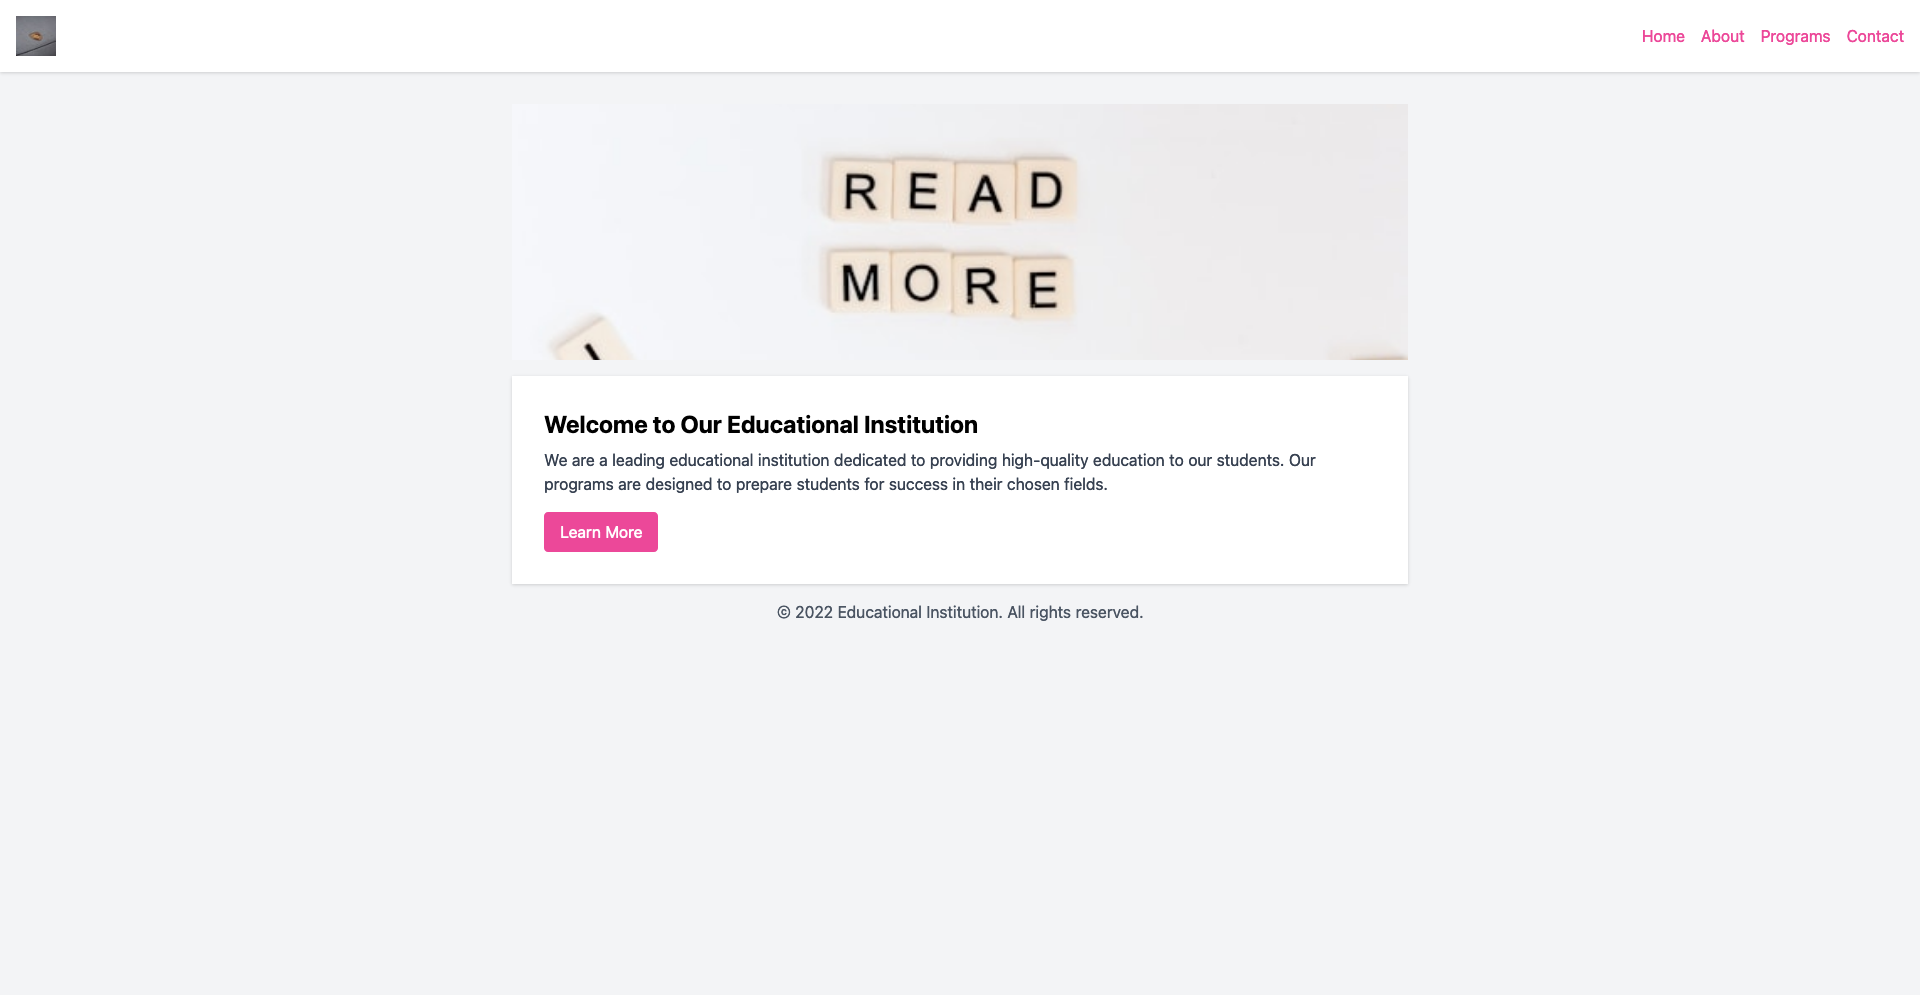 Home About Programs Contact
READ
MORE
Welcome to Our Educational Institution
We are a leading educational institution dedicated to providing high-quality education to our students. Our
programs are designed to prepare students for success in their chosen fields.
Learn More
© 2022 Educational Institution. All rights reserved.